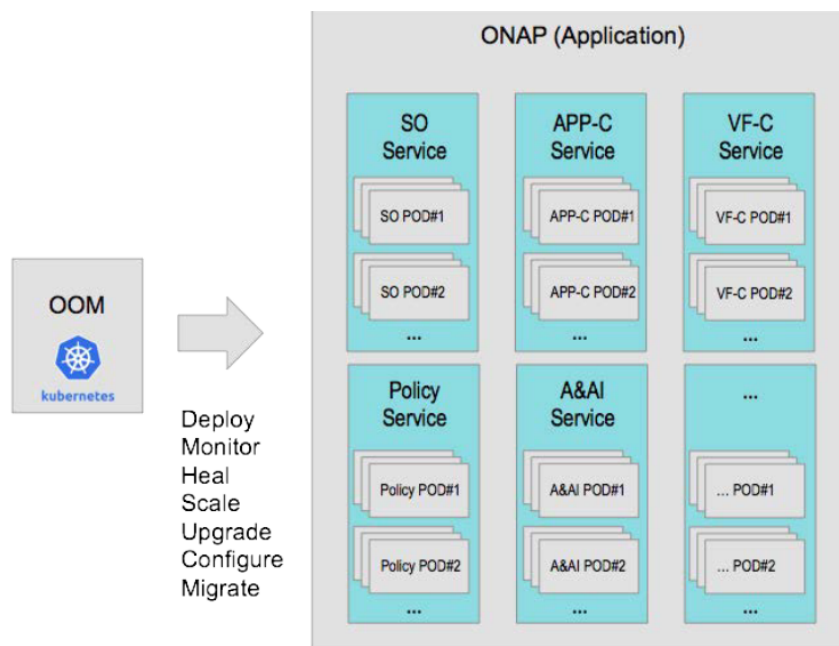 ONAP (Application)
SO
Service
SO POD#1
SO POD#2
...
APP-C
Service
APP-C POD#1
APP-C POD#2
...
VF-C
Service
VF-C POD#1
VF-C POD#2
...
OOM
kubernetes
Deploy
Monitor
Heal
Scale
Upgrade
Configure
Migrate
Policy
Service
Policy POD#1
Policy POD#2
...
A&AI
Service
A&AI POD#1
A&AI POD#2
...
...
... POD#1
... POD#2
...